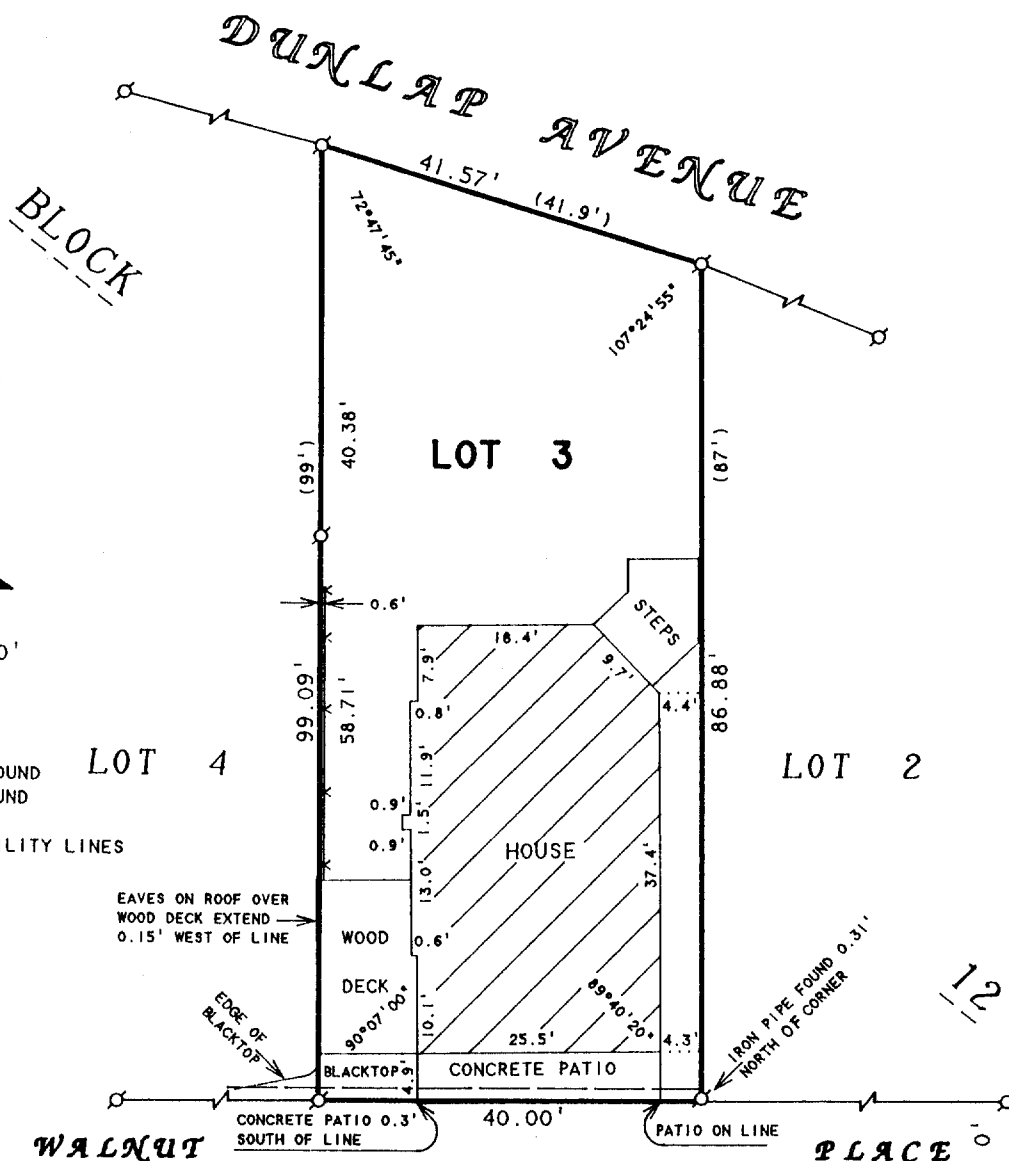 DUNLAP AVENUE
41.57'
(41.9')
BLOCK
72°47'45"
107°24'55"
(99')
40.38'
LOT 3
(87')
0.6'
STEPS
0'
18.4'
7.9'
9.7'
0.8'
4.4'
99.09'
58.71'
86.88'
LOT 4
LOT 2
OUND
UND
11.9'
0.9'
1.5'
0.9'
LITY LINES
HOUSE
37.4'
13.0'
EAVES ON ROOF OVER
WOOD DECK EXTEND
0.15' WEST OF LINE
WOOD
DECK
0.6'
90°07'00"
10.1'
89°40'20"
25.5'
4.3'
IRON PIPE FOUND 0.31'
NORTH OF CORNER
12
EDGE OF
BLACKTOP
BLACKTOP
4.9'
CONCRETE PATIO
CONCRETE PATIO 0.3'
SOUTH OF LINE
40.00'
PATIO ON LINE
WALNUT PLACE
0'